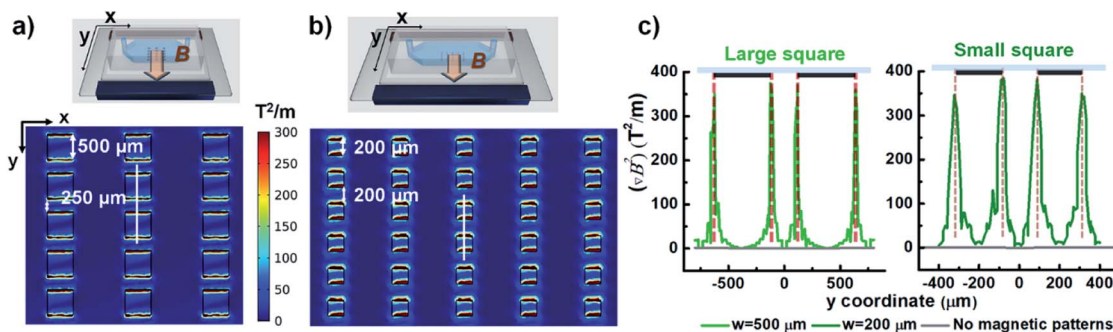 a)
x
y
B
T²/m
x
y
500 μm
250 μm
300
250
200
150
100
50
0
b)
x
y
B
200 μm
200 μm
c)
Large square
Small square
(∇B²) (T²/m)
400
300
200
100
0
-500 0 500
400
300
200
100
0
-400 -200 0 200 400
y coordinate (μm)
w=500 μm w=200 μm No magnetic patterns